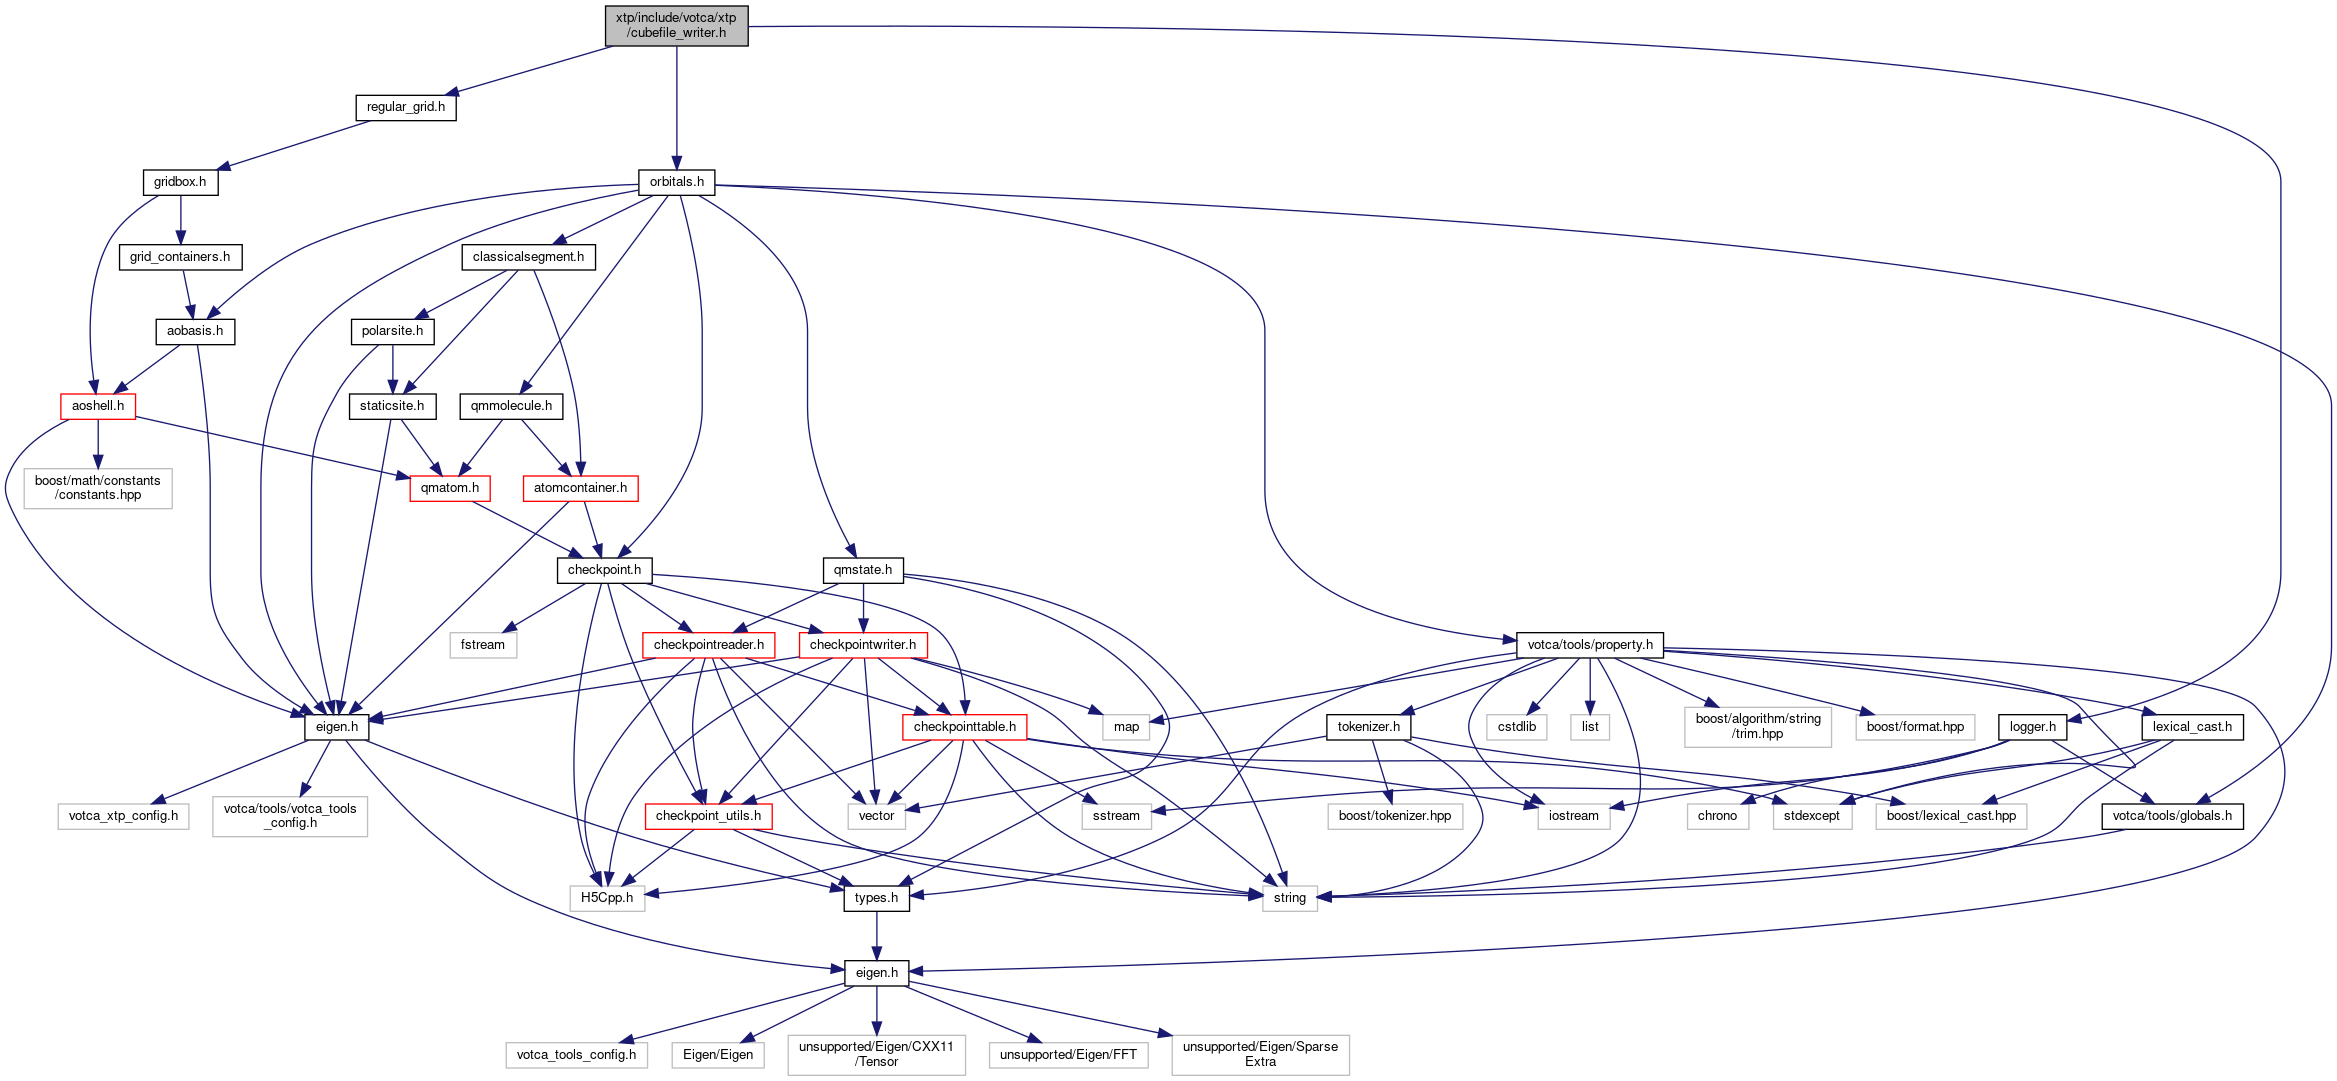 xtp/include/votca/xtp
/cubefile_writer.h
regular_grid.h
gridbox.h
orbitals.h
grid_containers.h
classicalsegment.h
aobasis.h
polarsite.h
aoshell.h
staticsite.h
qmmolecule.h
boost/math/constants
/constants.hpp
qmatom.h
atomcontainer.h
checkpoint.h
qmstate.h
fstream
checkpointreader.h
checkpointwriter.h
votca/tools/property.h
eigen.h
checkpointtable.h
map
tokenizer.h
cstdlib
list
boost/algorithm/string
/trim.hpp
boost/format.hpp
logger.h
lexical_cast.h
votca_xtp_config.h
votca/tools/votca_tools
_config.h
checkpoint_utils.h
vector
sstream
boost/tokenizer.hpp
iostream
chrono
stdexcept
boost/lexical_cast.hpp
votca/tools/globals.h
H5Cpp.h
types.h
string
eigen.h
votca_tools_config.h
Eigen/Eigen
unsupported/Eigen/CXX11
/Tensor
unsupported/Eigen/FFT
unsupported/Eigen/Sparse
Extra